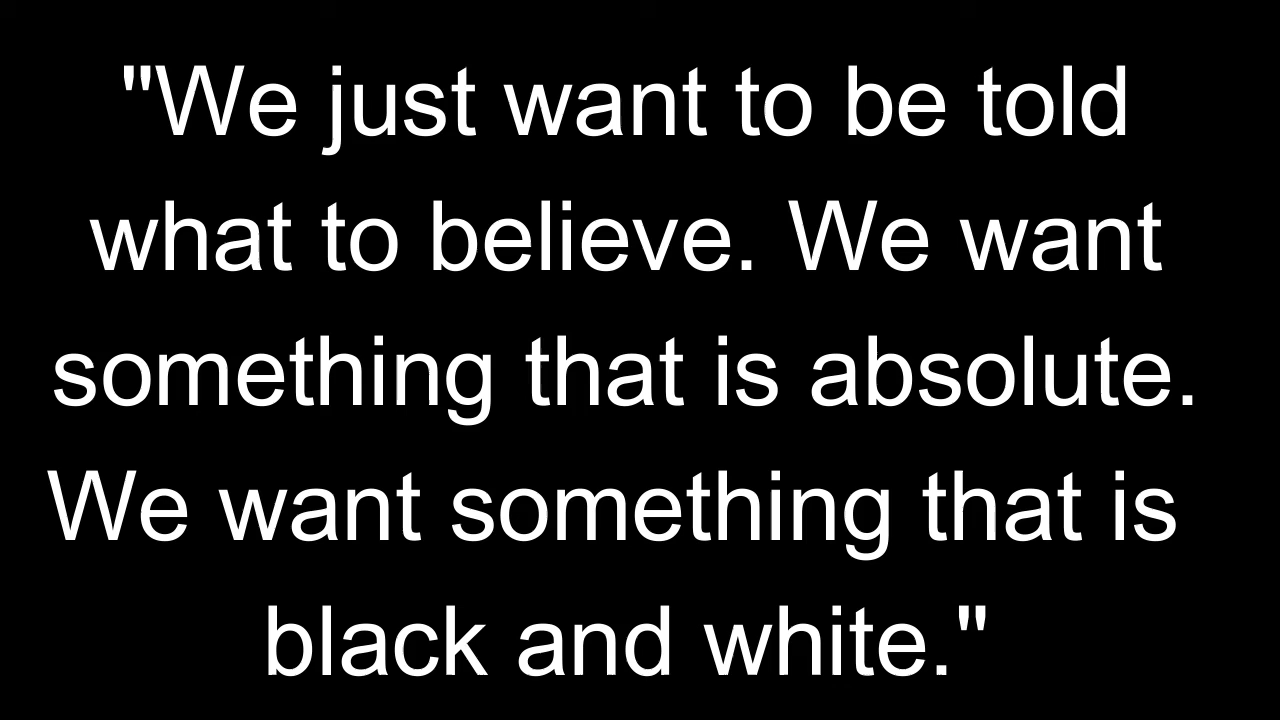 "We just want to be told
what to believe. We want
something that is absolute.
We want something that is
black and white."